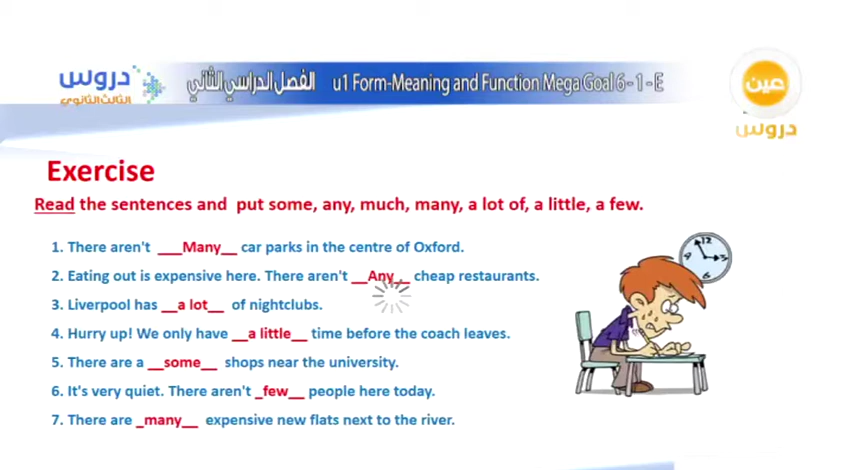 دروس
الثالث الثانوي
الفصل الدراسي الثاني u1 Form-Meaning and Function Mega Goal 6 - 1 - E
عين
دروس
Exercise
Read the sentences and put some, any, much, many, a lot of, a little, a few.
1. There aren't ___Many__ car parks in the centre of Oxford.
2. Eating out is expensive here. There aren't __Any__ cheap restaurants.
3. Liverpool has __a lot__ of nightclubs.
4. Hurry up! We only have __a little__ time before the coach leaves.
5. There are a __some__ shops near the university.
6. It's very quiet. There aren't _few__ people here today.
7. There are _many__ expensive new flats next to the river.
12
3
6
9